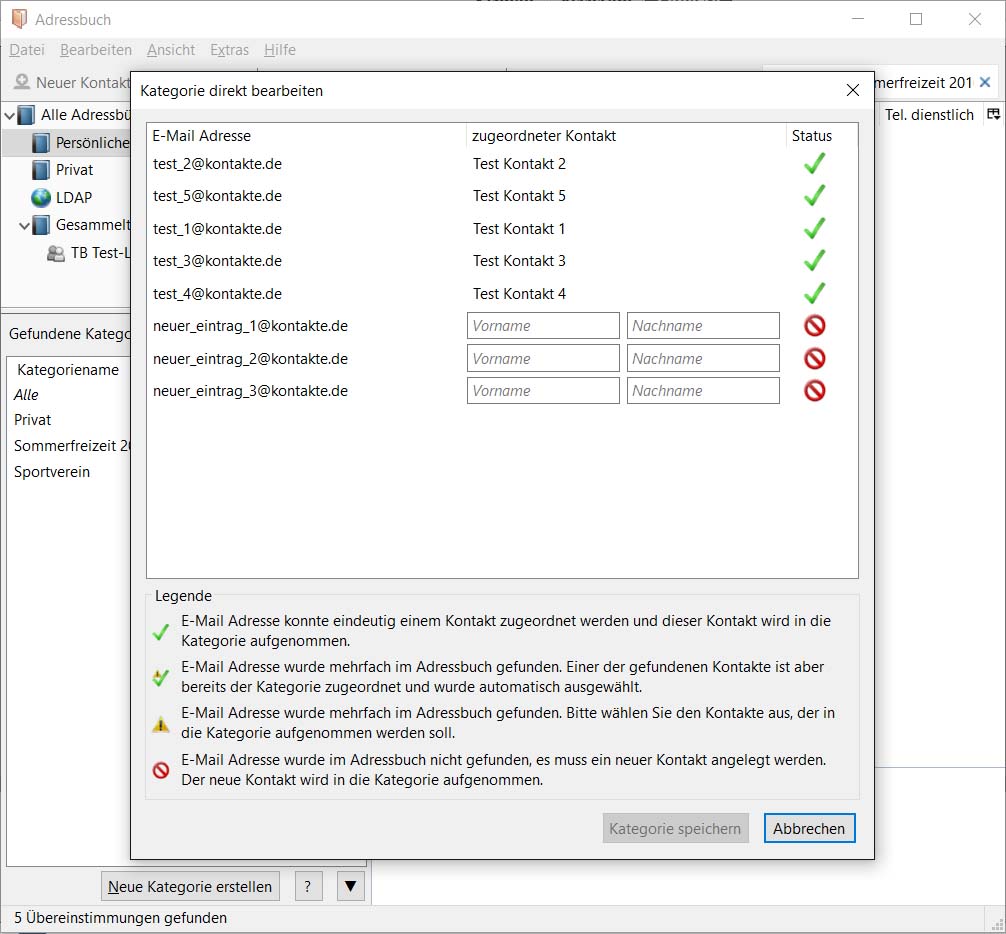 Adressbuch
Datei Bearbeiten Ansicht Extras Hilfe
Neuer Kontakt
Alle Adressbü
Persönliche
Privat
LDAP
Gesammelt
TB Test-L
merfreizeit 201
Tel. dienstlich
Gefundene Katego
Kategoriename
Alle
Privat
Sommerfreizeit 20
Sportverein
Kategorie direkt bearbeiten
E-Mail Adresse zugeordneter Kontakt Status
test_2@kontakte.de Test Kontakt 2
test_5@kontakte.de Test Kontakt 5
test_1@kontakte.de Test Kontakt 1
test_3@kontakte.de Test Kontakt 3
test_4@kontakte.de Test Kontakt 4
neuer_eintrag_1@kontakte.de Vorname Nachname
neuer_eintrag_2@kontakte.de Vorname Nachname
neuer_eintrag_3@kontakte.de Vorname Nachname
Legende
E-Mail Adresse konnte eindeutig einem Kontakt zugeordnet werden und dieser Kontakt wird in die
Kategorie aufgenommen.
E-Mail Adresse wurde mehrfach im Adressbuch gefunden. Einer der gefundenen Kontakte ist aber
bereits der Kategorie zugeordnet und wurde automatisch ausgewählt.
E-Mail Adresse wurde mehrfach im Adressbuch gefunden. Bitte wählen Sie den Kontakte aus, der in
die Kategorie aufgenommen werden soll.
E-Mail Adresse wurde im Adressbuch nicht gefunden, es muss ein neuer Kontakt angelegt werden.
Der neue Kontakt wird in die Kategorie aufgenommen.
Kategorie speichern Abbrechen
Neue Kategorie erstellen ?
5 Übereinstimmungen gefunden